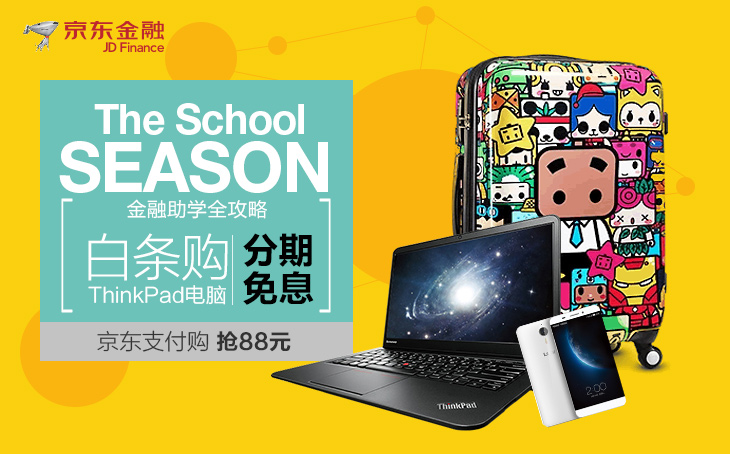 京东金融
JD Finance
The School
SEASON
金融助学全攻略
白条购
ThinkPad电脑
分期
免息
京东支付购 抢88元
ThinkPad
2:00